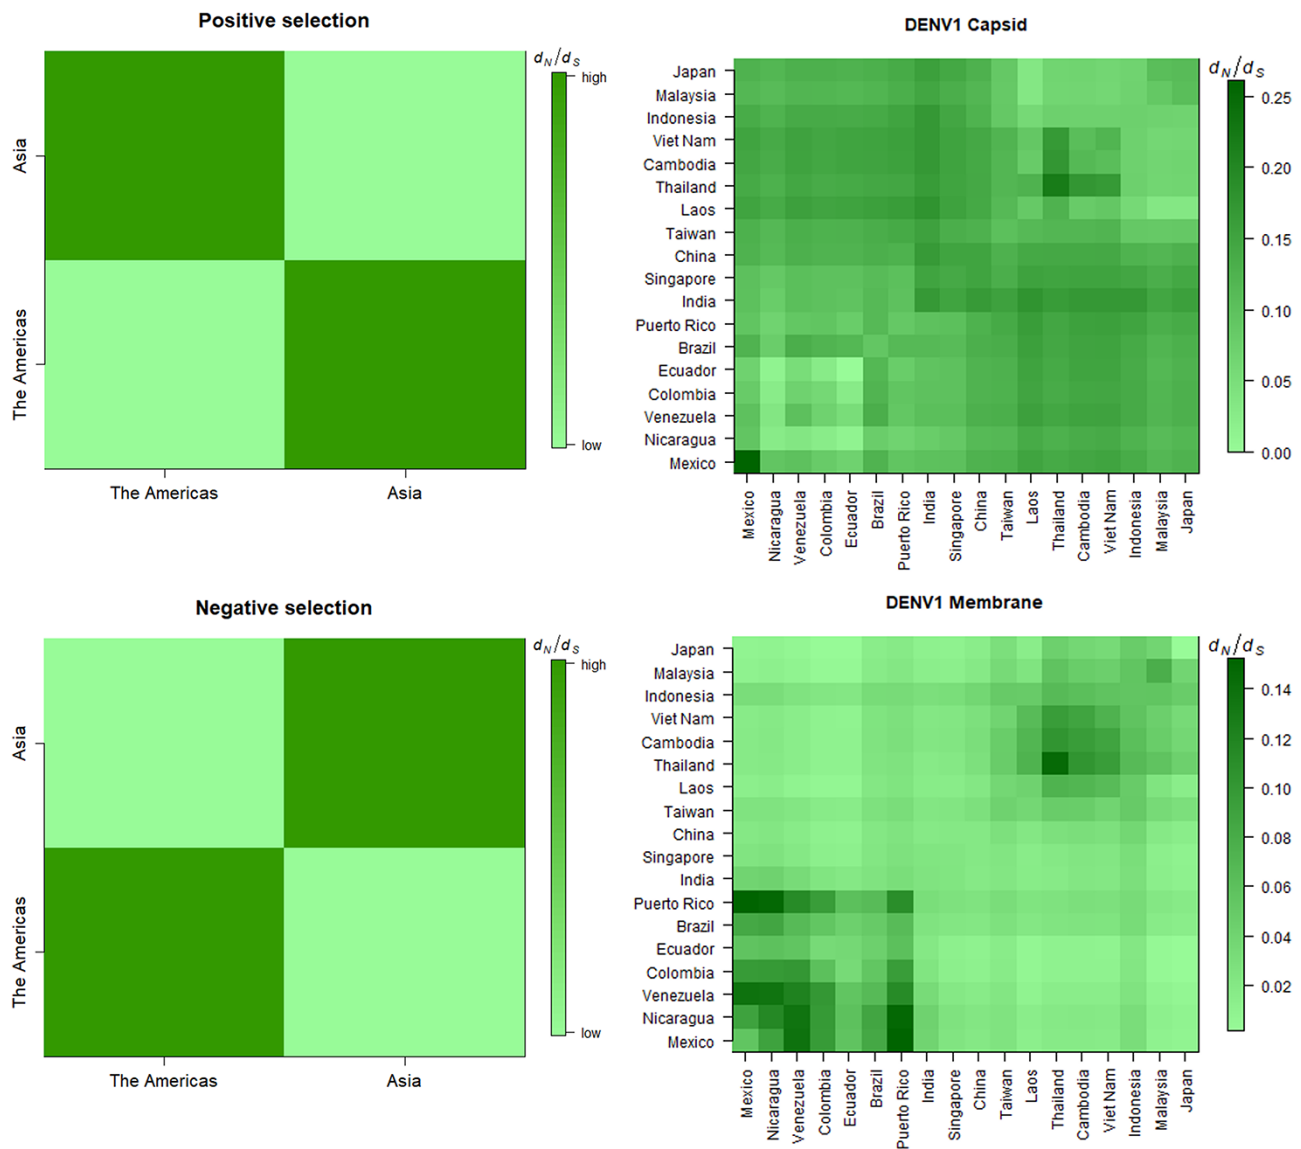 Positive selection
dN/dS
high
low
Asia
The Americas
The Americas
Asia
DENV1 Capsid
dN/dS
0.25
0.20
0.15
0.10
0.05
0.00
Japan
Malaysia
Indonesia
Viet Nam
Cambodia
Thailand
Laos
Taiwan
China
Singapore
India
Puerto Rico
Brazil
Ecuador
Colombia
Venezuela
Nicaragua
Mexico
Mexico
Nicaragua
Venezuela
Colombia
Ecuador
Brazil
Puerto Rico
India
Singapore
China
Taiwan
Laos
Thailand
Cambodia
Viet Nam
Indonesia
Malaysia
Japan
Negative selection
dN/dS
high
low
Asia
The Americas
The Americas
Asia
DENV1 Membrane
dN/dS
0.14
0.12
0.10
0.08
0.06
0.04
0.02
Japan
Malaysia
Indonesia
Viet Nam
Cambodia
Thailand
Laos
Taiwan
China
Singapore
India
Puerto Rico
Brazil
Ecuador
Colombia
Venezuela
Nicaragua
Mexico
Mexico
Nicaragua
Venezuela
Colombia
Ecuador
Brazil
Puerto Rico
India
Singapore
China
Taiwan
Laos
Thailand
Cambodia
Viet Nam
Indonesia
Malaysia
Japan